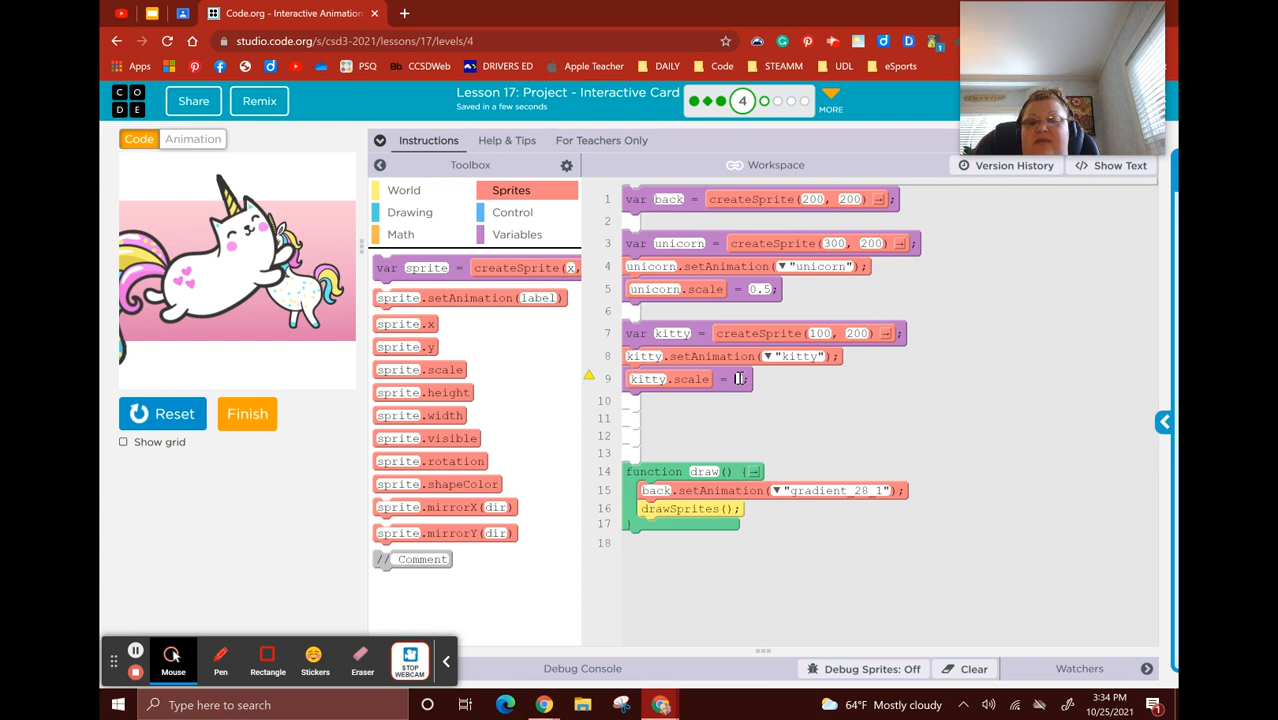 Code.org - Interactive Animation
studio.code.org/s/csd3-2021/lessons/17/levels/4
1
Apps
PSQ
Bb CCSDWeb
DRIVERS ED
Apple Teacher
DAILY
Code
STEAMM
UDL
eSports
C O
D E
Share
Remix
Lesson 17: Project - Interactive Card
Saved in a few seconds
4
MORE
Code
Animation
Instructions
Help & Tips
For Teachers Only
Toolbox
Workspace
Version History
</> Show Text
World
Sprites
Drawing
Control
Math
Variables
var sprite = createSprite(x,
sprite.setAnimation(label)
sprite.x
sprite.y
sprite.scale
sprite.height
sprite.width
sprite.visible
sprite.rotation
sprite.shapeColor
sprite.mirrorX(dir)
sprite.mirrorY(dir)
// Comment
1 var back = createSprite(200, 200);
2
3 var unicorn = createSprite(300, 200);
4 unicorn.setAnimation("unicorn");
5 unicorn.scale = 0.5;
6
7 var kitty = createSprite(100, 200);
8 kitty.setAnimation("kitty");
9 kitty.scale = ;
10
11
12
13
14 function draw() {
15 back.setAnimation("gradient_28_1");
16 drawSprites();
17 }
18
Reset
Finish
Show grid
Mouse
Pen
Rectangle
Stickers
Eraser
STOP
WEBCAM
Debug Console
Debug Sprites: Off
Clear
Watchers
Type here to search
64°F Mostly cloudy
3:34 PM
10/25/2021
1